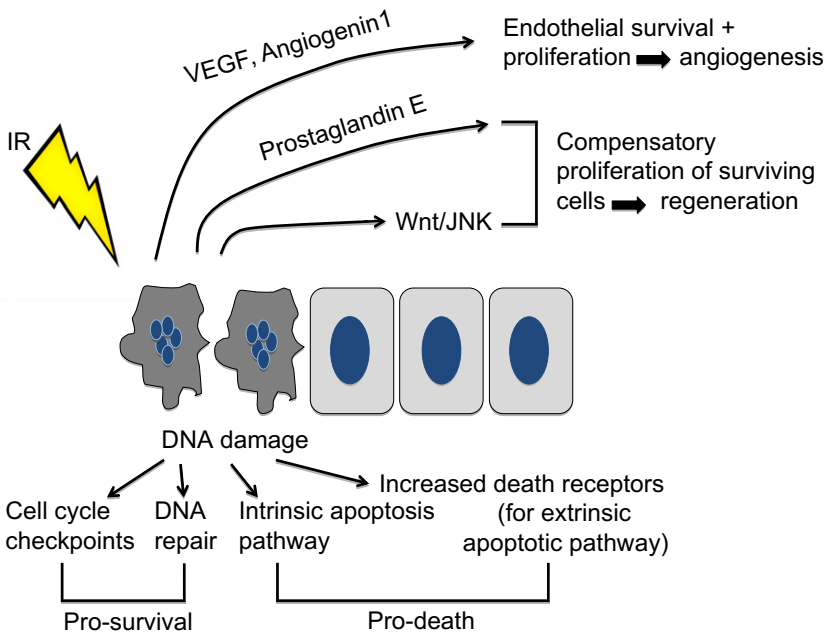 VEGF, Angiogenin1
Endothelial survival +
proliferation ➡ angiogenesis
IR
Prostaglandin E
Compensatory
proliferation of surviving
cells ➡ regeneration
Wnt/JNK
DNA damage
Cell cycle
checkpoints
DNA
repair
Intrinsic apoptosis
pathway
Increased death receptors
(for extrinsic
apoptotic pathway)
Pro-survival
Pro-death